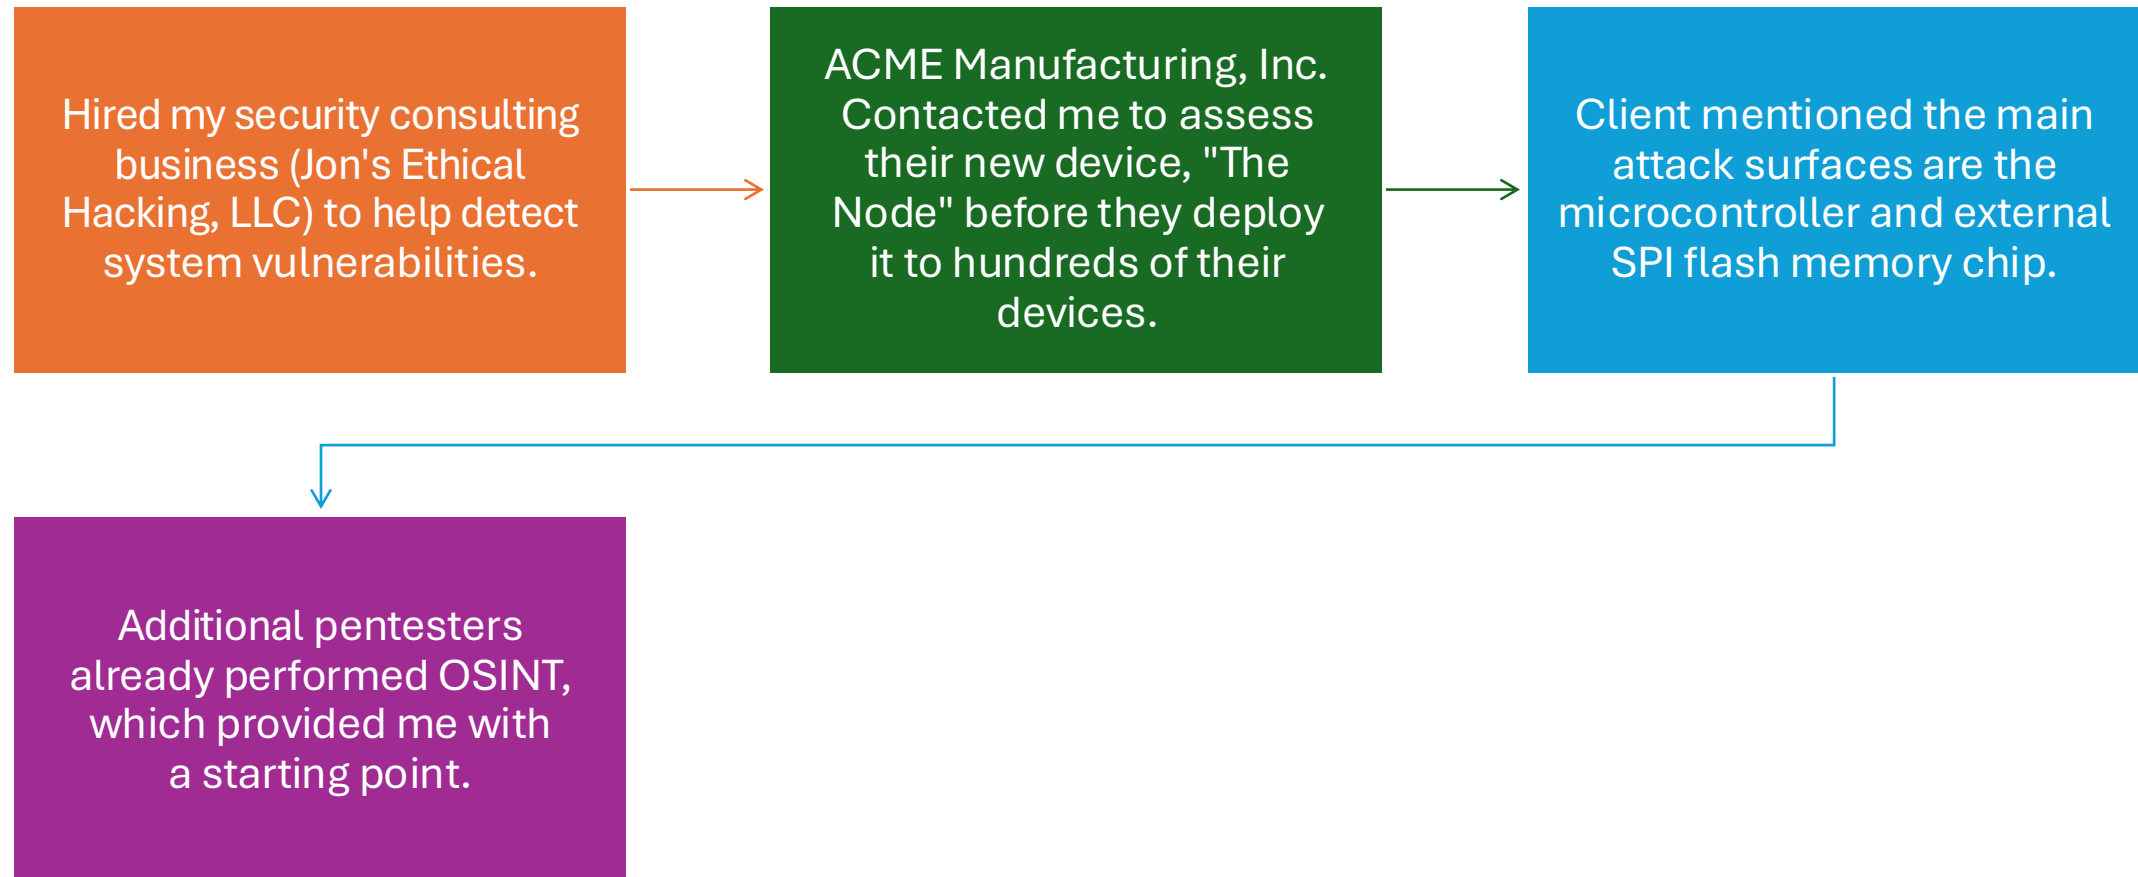 Hired my security consulting
business (Jon's Ethical
Hacking, LLC) to help detect
system vulnerabilities.
ACME Manufacturing, Inc.
Contacted me to assess
their new device, "The
Node" before they deploy
it to hundreds of their
devices.
Client mentioned the main
attack surfaces are the
microcontroller and external
SPI flash memory chip.
Additional pentesters
already performed OSINT,
which provided me with
a starting point.